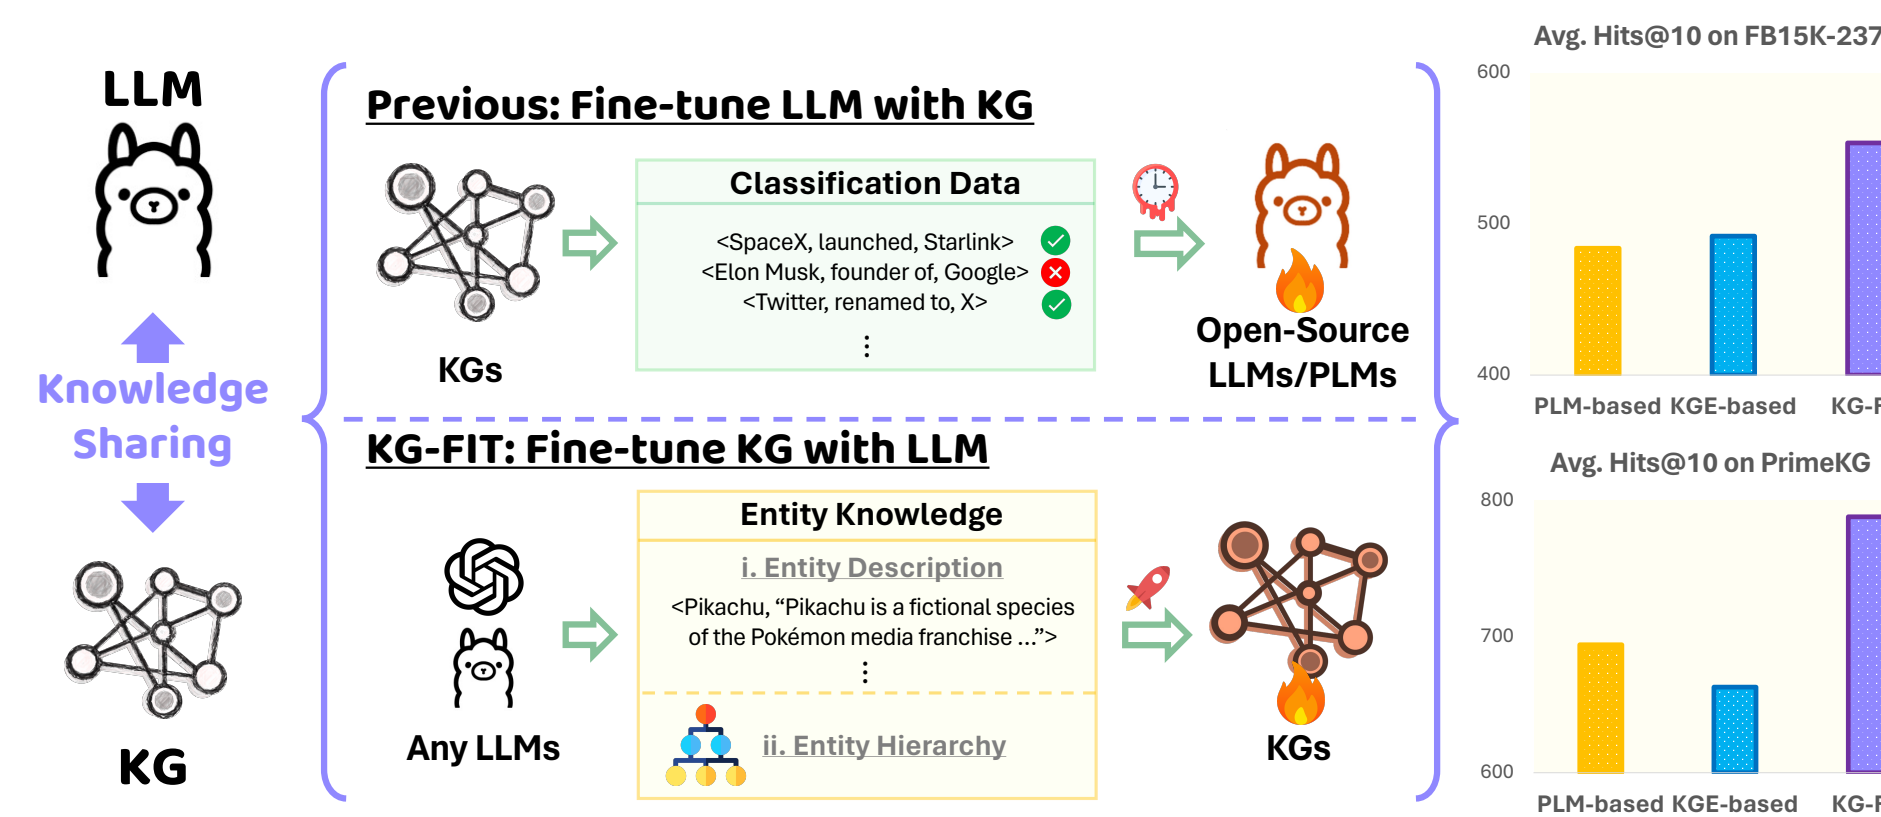 LLM
Knowledge
Sharing
KG
Previous: Fine-tune LLM with KG
KGs
Classification Data
<SpaceX, launched, Starlink>
<Elon Musk, founder of, Google>
<Twitter, renamed to, X>
⋮
Open-Source
LLMs/PLMs
KG-FIT: Fine-tune KG with LLM
Any LLMs
Entity Knowledge
i. Entity Description
<Pikachu, “Pikachu is a fictional species
of the Pokémon media franchise ...”>
⋮
ii. Entity Hierarchy
KGs
Avg. Hits@10 on FB15K-237
600
500
400
PLM-based KGE-based KG-F
Avg. Hits@10 on PrimeKG
800
700
600
PLM-based KGE-based KG-F